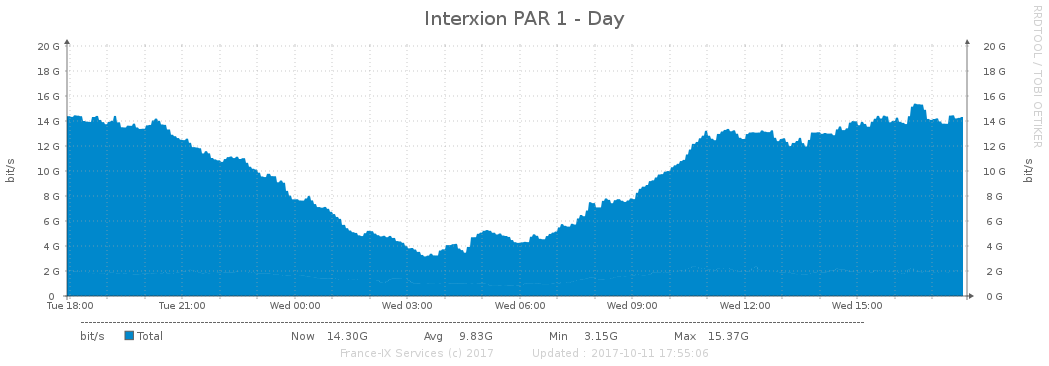 Interxion PAR 1 - Day
RRDTOOL / TOBI OETIKER
20 G 20 G
18 G 18 G
16 G 16 G
14 G 14 G
12 G 12 G
10 G 10 G
8 G 8 G
6 G 6 G
4 G 4 G
2 G 2 G
0 0 G
bit/s
bit/s
Tue 18:00 Tue 21:00 Wed 00:00 Wed 03:00 Wed 06:00 Wed 09:00 Wed 12:00 Wed 15:00
bit/s Total Now 14.30G Avg 9.83G Min 3.15G Max 15.37G
France-IX Services (c) 2017 Updated : 2017-10-11 17:55:06